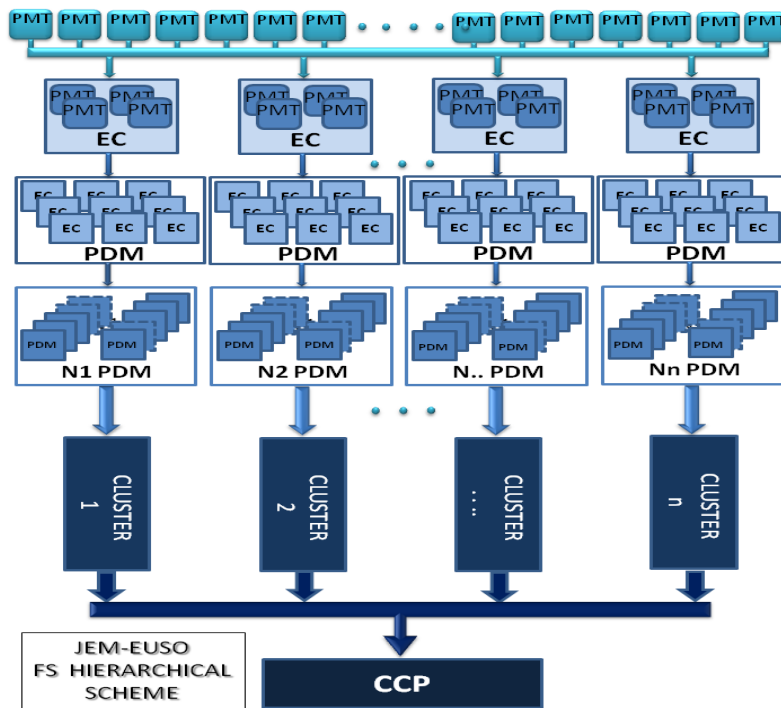 PMT PMT PMT PMT PMT PMT PMT PMT PMT PMT PMT PMT PMT PMT
PMT PMT PMT PMT PMT PMT PMT PMT
PMT PMT PMT PMT PMT PMT PMT PMT
EC EC EC EC
EC EC EC EC EC EC EC EC EC EC EC EC
EC EC EC EC EC EC EC EC EC EC EC EC
EC EC EC EC EC EC EC EC EC EC EC EC
PDM PDM PDM PDM
PDM PDM PDM PDM PDM PDM PDM PDM
N1 PDM N2 PDM N.. PDM Nn PDM
CLUSTER
1
CLUSTER
2
CLUSTER
....
CLUSTER
n
JEM-EUSO
FS HIERARCHICAL
SCHEME
CCP